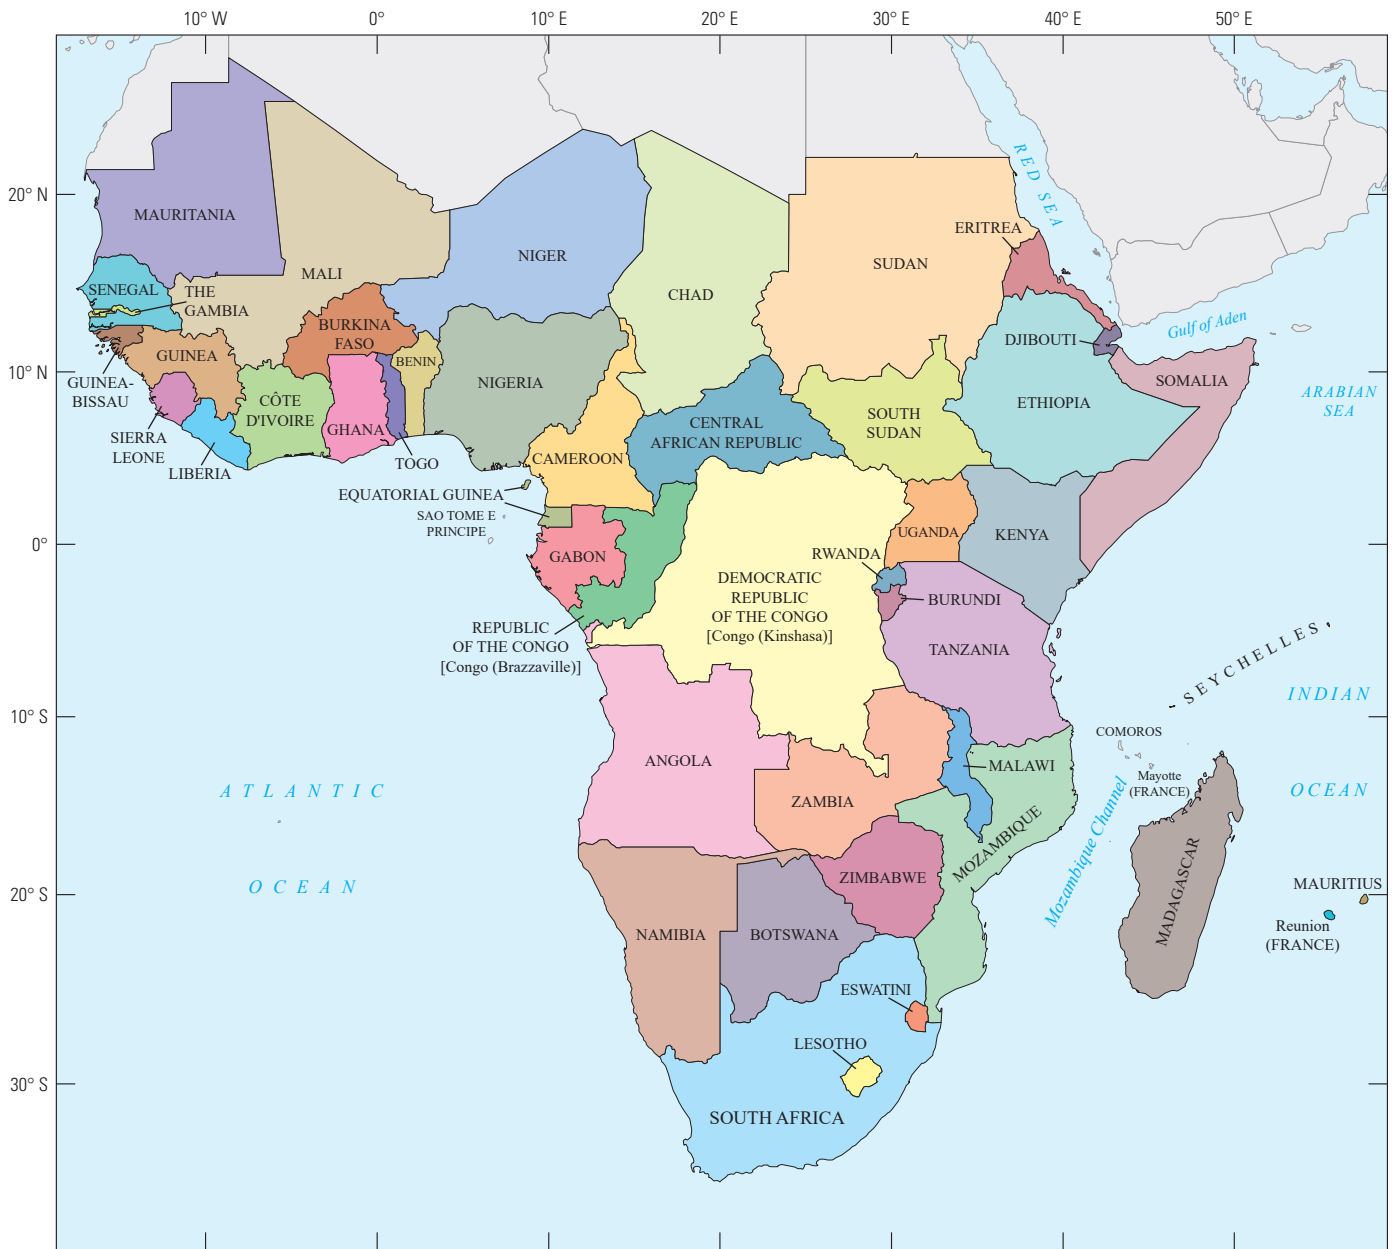 10° W
0°
10° E
20° E
30° E
40° E
50° E
20° N
10° N
0°
10° S
20° S
30° S
RED SEA
MAURITANIA
MALI
NIGER
CHAD
SUDAN
ERITREA
SENEGAL
THE
GAMBIA
BURKINA
FASO
BENIN
GUINEA
GUINEA-
BISSAU
SIERRA
LEONE
LIBERIA
CÔTE
D'IVOIRE
GHANA
TOGO
NIGERIA
DJIBOUTI
Gulf of Aden
ETHIOPIA
SOMALIA
ARABIAN
SEA
SOUTH
SUDAN
CENTRAL
AFRICAN REPUBLIC
CAMEROON
EQUATORIAL GUINEA
SAO TOME E
PRINCIPE
GABON
UGANDA
KENYA
RWANDA
BURUNDI
DEMOCRATIC
REPUBLIC
OF THE CONGO
[Congo (Kinshasa)]
REPUBLIC
OF THE CONGO
[Congo (Brazzaville)]
TANZANIA
SEYCHELLES
INDIAN
OCEAN
COMOROS
Mayotte
(FRANCE)
ANGOLA
ZAMBIA
MALAWI
MOZAMBIQUE
Mozambique Channel
MADAGASCAR
MAURITIUS
Reunion
(FRANCE)
ATLANTIC
OCEAN
ZIMBABWE
NAMIBIA
BOTSWANA
ESWATINI
LESOTHO
SOUTH AFRICA